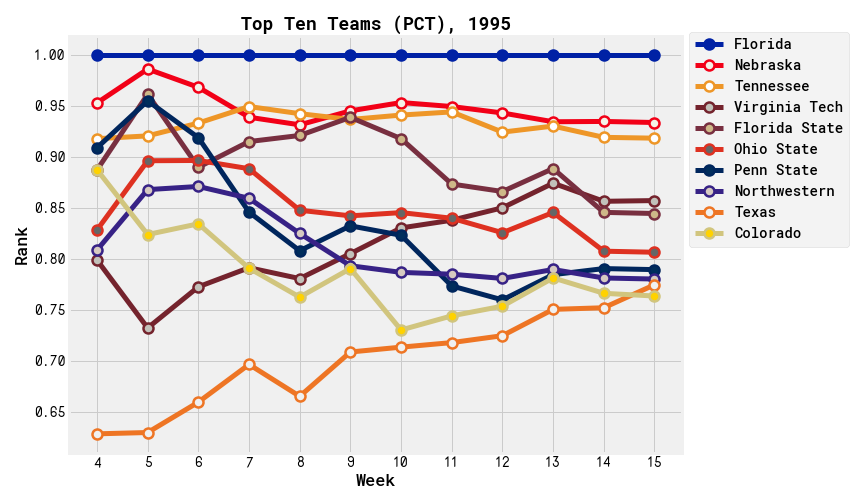 Top Ten Teams (PCT), 1995
Florida
Nebraska
Tennessee
Virginia Tech
Florida State
Ohio State
Penn State
Northwestern
Texas
Colorado
Rank
1.00
0.95
0.90
0.85
0.80
0.75
0.70
0.65
4 5 6 7 8 9 10 11 12 13 14 15
Week